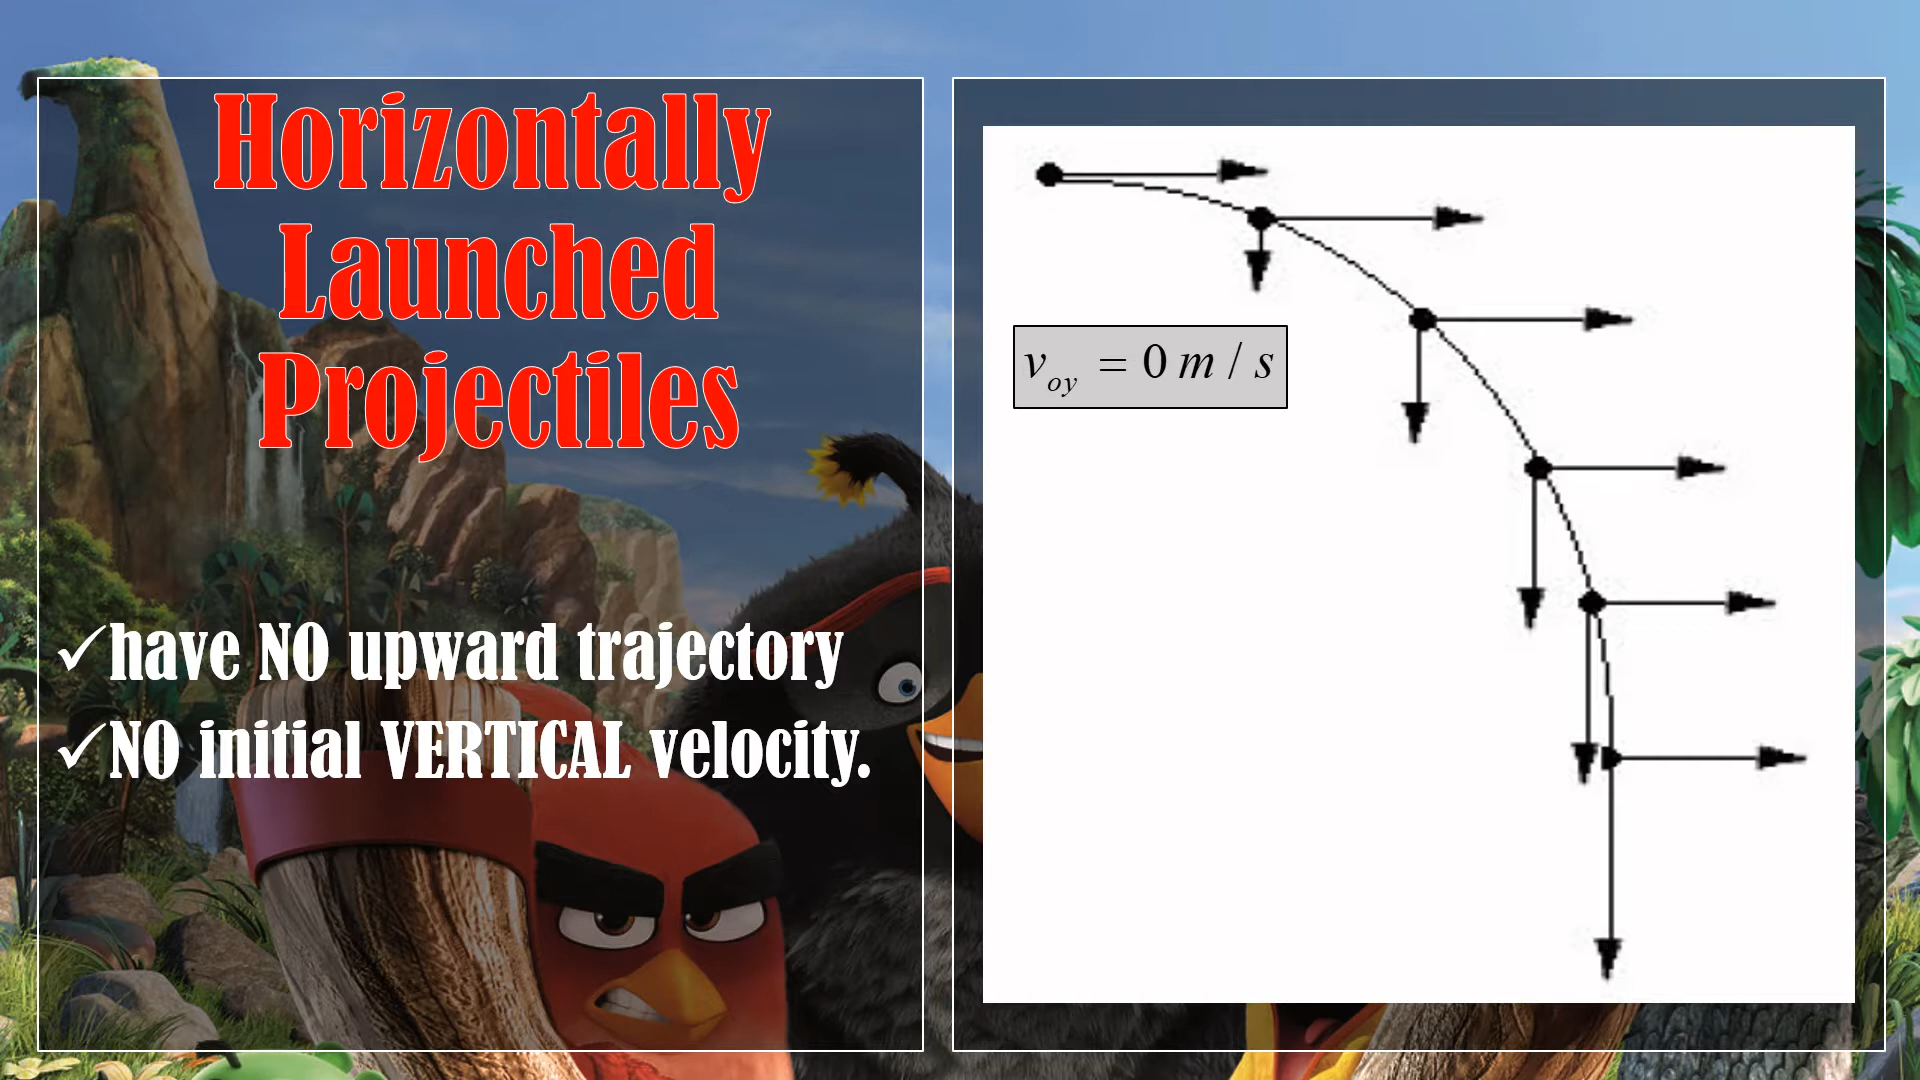 Horizontally
Launched
Projectiles
✓have NO upward trajectory
✓NO initial VERTICAL velocity.
v_oy = 0 m / s